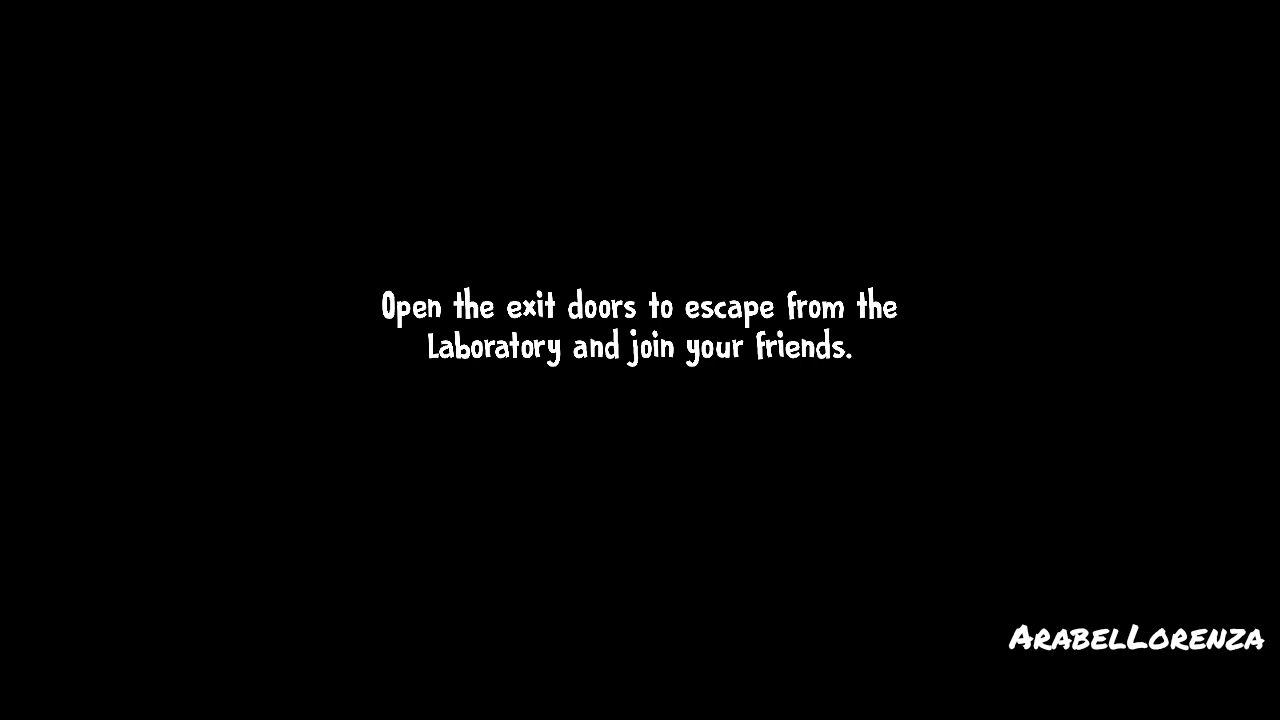 Open the exit doors to escape from the
Laboratory and join your friends.
ArabelLorenza